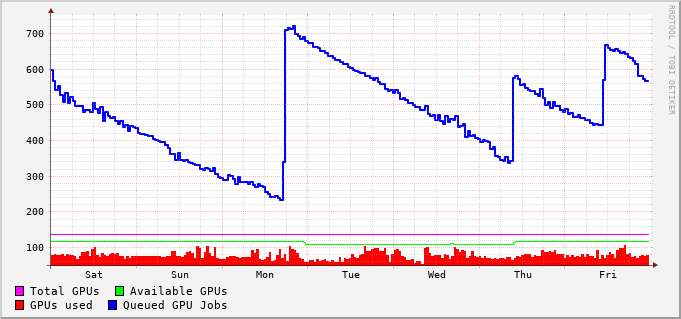 RRDTOOL / TOBI OETIKER
700
600
500
400
300
200
100
Sat Sun Mon Tue Wed Thu Fri
Total GPUs Available GPUs
GPUs used Queued GPU Jobs